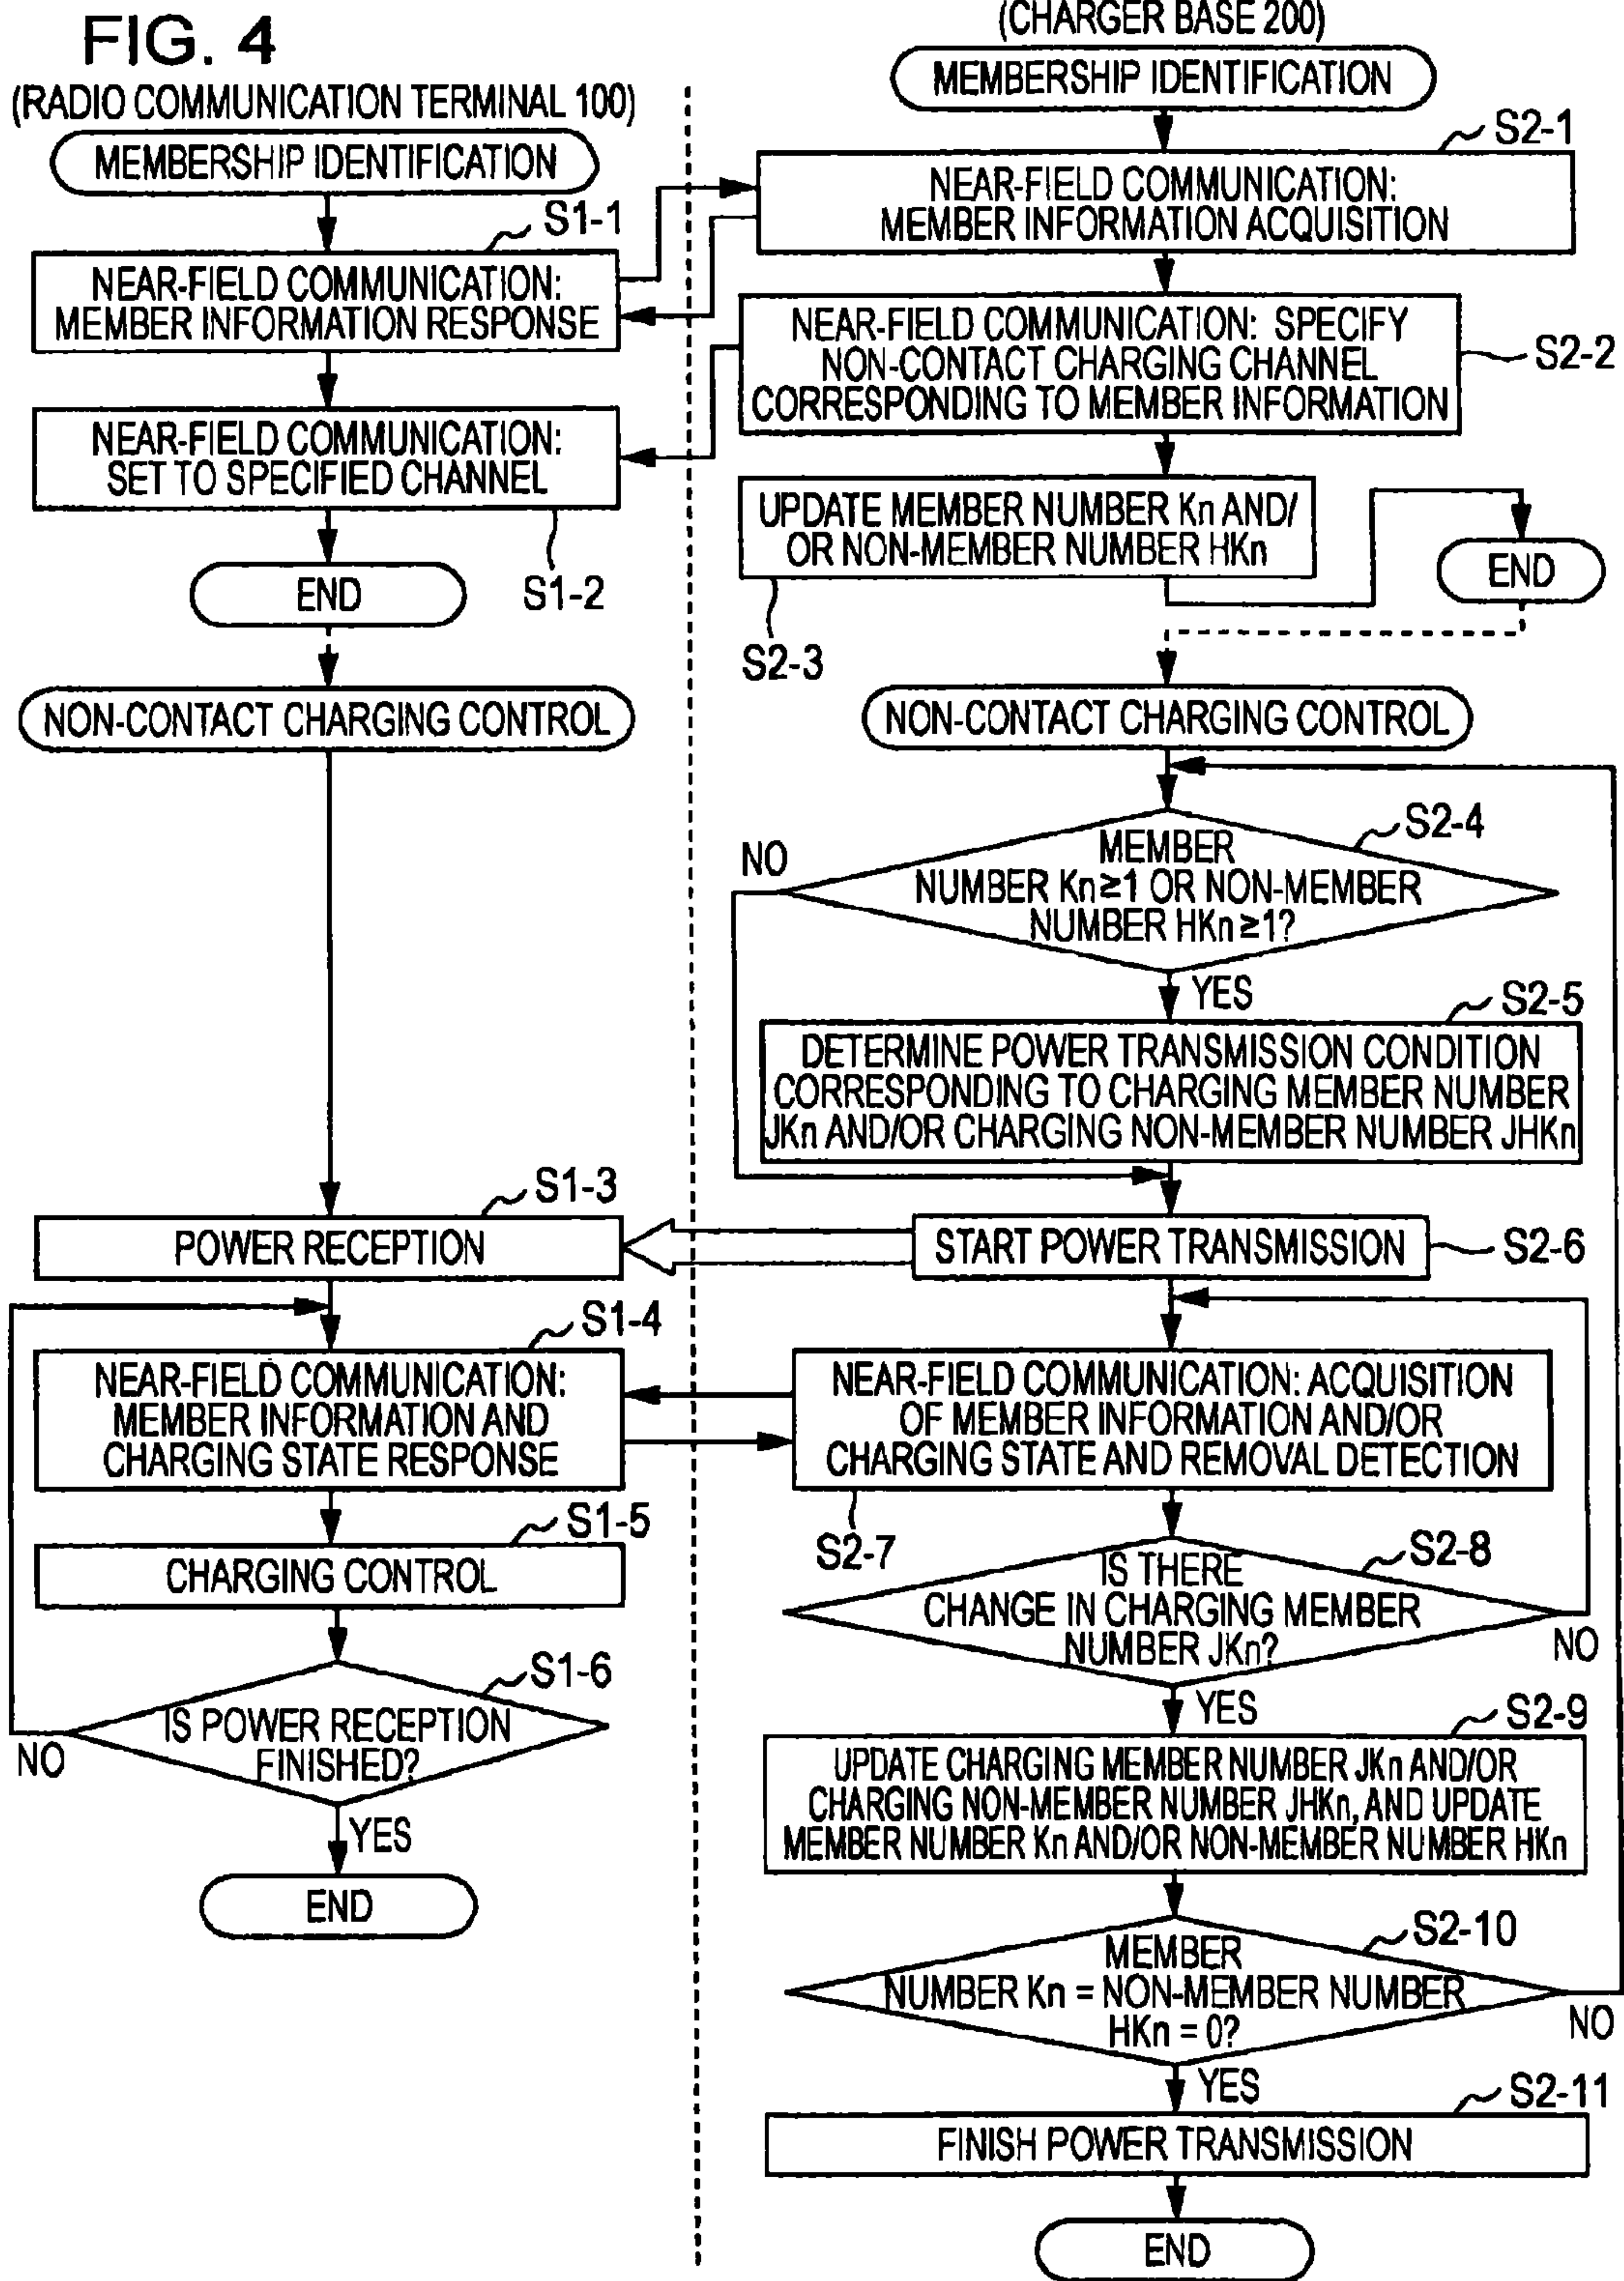 FIG. 4
(RADIO COMMUNICATION TERMINAL 100)
MEMBERSHIP IDENTIFICATION
S1-1
NEAR-FIELD COMMUNICATION:
MEMBER INFORMATION RESPONSE
NEAR-FIELD COMMUNICATION:
SET TO SPECIFIED CHANNEL
S1-2
END
NON-CONTACT CHARGING CONTROL
S1-3
POWER RECEPTION
S1-4
NEAR-FIELD COMMUNICATION:
MEMBER INFORMATION AND
CHARGING STATE RESPONSE
S1-5
CHARGING CONTROL
S1-6
IS POWER RECEPTION
FINISHED?
NO
YES
END
(CHARGER BASE 200)
MEMBERSHIP IDENTIFICATION
S2-1
NEAR-FIELD COMMUNICATION:
MEMBER INFORMATION ACQUISITION
NEAR-FIELD COMMUNICATION: SPECIFY
NON-CONTACT CHARGING CHANNEL
CORRESPONDING TO MEMBER INFORMATION
S2-2
UPDATE MEMBER NUMBER Kn AND/
OR NON-MEMBER NUMBER HKn
END
S2-3
NON-CONTACT CHARGING CONTROL
S2-4
NO
MEMBER
NUMBER Kn≥1 OR NON-MEMBER
NUMBER HKn≥1?
YES
S2-5
DETERMINE POWER TRANSMISSION CONDITION
CORRESPONDING TO CHARGING MEMBER NUMBER
JKn AND/OR CHARGING NON-MEMBER NUMBER JHKn
START POWER TRANSMISSION
S2-6
NEAR-FIELD COMMUNICATION: ACQUISITION
OF MEMBER INFORMATION AND/OR
CHARGING STATE AND REMOVAL DETECTION
S2-7
S2-8
IS THERE
CHANGE IN CHARGING MEMBER
NUMBER JKn?
NO
YES
S2-9
UPDATE CHARGING MEMBER NUMBER JKn AND/OR
CHARGING NON-MEMBER NUMBER JHKn, AND UPDATE
MEMBER NUMBER Kn AND/OR NON-MEMBER NUMBER HKn
S2-10
MEMBER
NUMBER Kn = NON-MEMBER NUMBER
HKn = 0?
NO
YES
S2-11
FINISH POWER TRANSMISSION
END